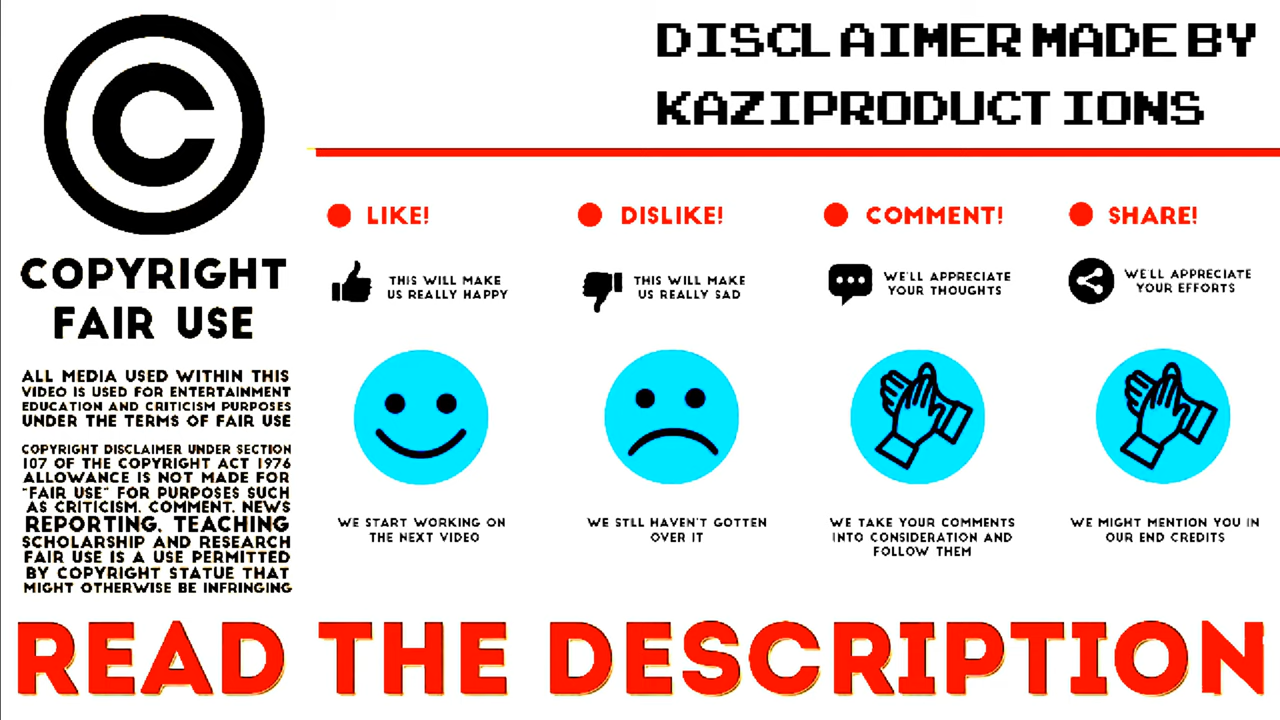 DISCLAIMER MADE BY
KAZIPRODUCTIONS
COPYRIGHT
FAIR USE
ALL MEDIA USED WITHIN THIS
VIDEO IS USED FOR ENTERTAINMENT
EDUCATION AND CRITICISM PURPOSES
UNDER THE TERMS OF FAIR USE
COPYRIGHT DISCLAIMER UNDER SECTION
107 OF THE COPYRIGHT ACT 1976
ALLOWANCE IS NOT MADE FOR
"FAIR USE" FOR PURPOSES SUCH
AS CRITICISM, COMMENT, NEWS
REPORTING, TEACHING
SCHOLARSHIP AND RESEARCH
FAIR USE IS A USE PERMITTED
BY COPYRIGHT STATUE THAT
MIGHT OTHERWISE BE INFRINGING
LIKE!
THIS WILL MAKE
US REALLY HAPPY
WE START WORKING ON
THE NEXT VIDEO
DISLIKE!
THIS WILL MAKE
US REALLY SAD
WE STLL HAVEN'T GOTTEN
OVER IT
COMMENT!
WE'LL APPRECIATE
YOUR THOUGHTS
WE TAKE YOUR COMMENTS
INTO CONSIDERATION AND
FOLLOW THEM
SHARE!
WE'LL APPRECIATE
YOUR EFFORTS
WE MIGHT MENTION YOU IN
OUR END CREDITS
READ THE DESCRIPTION